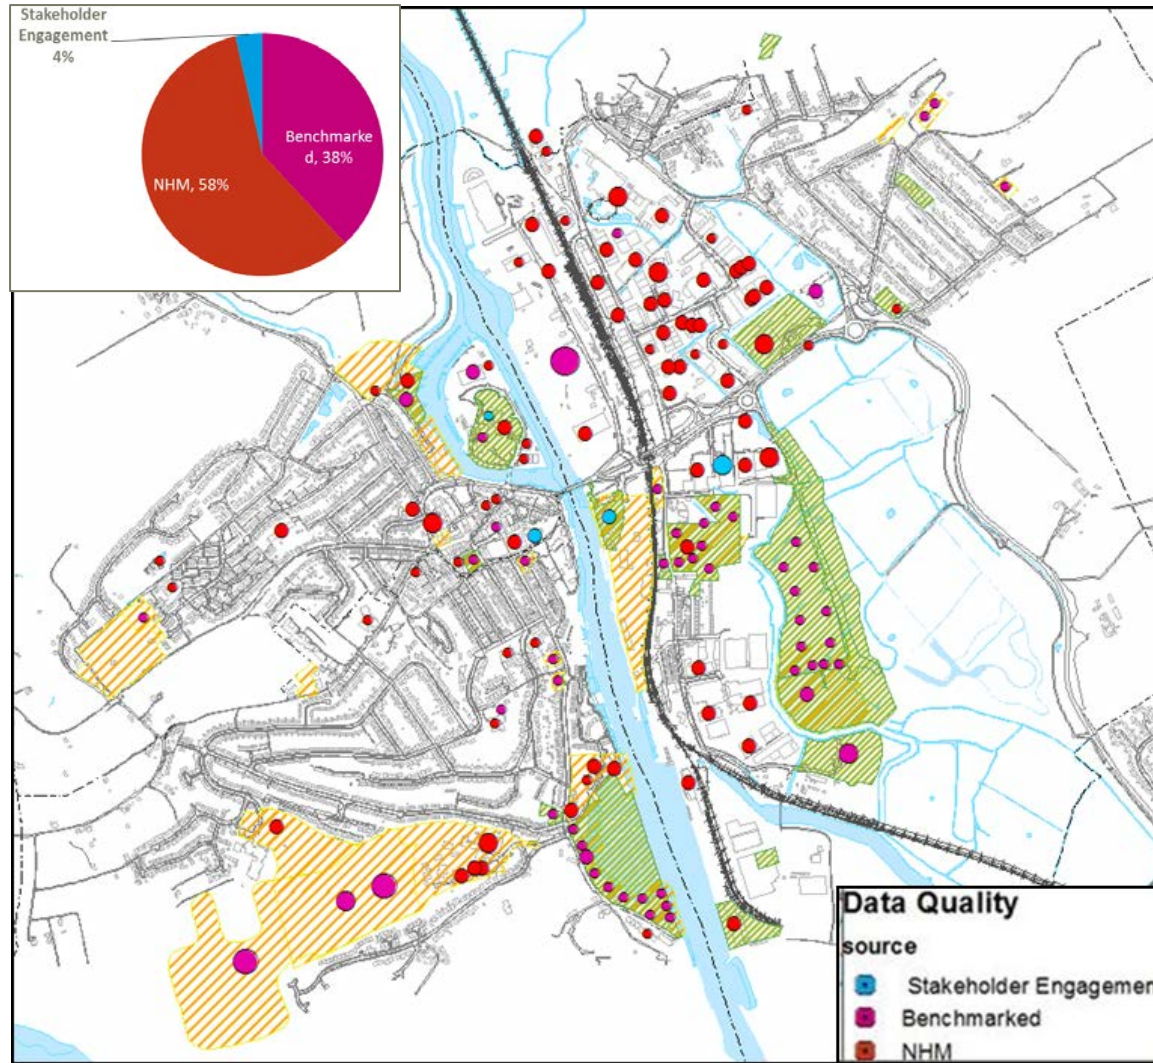 Stakeholder
Engagement
4%
Benchmarke
d, 38%
NHM, 58%
Data Quality
source
Stakeholder Engagemen
Benchmarked
NHM